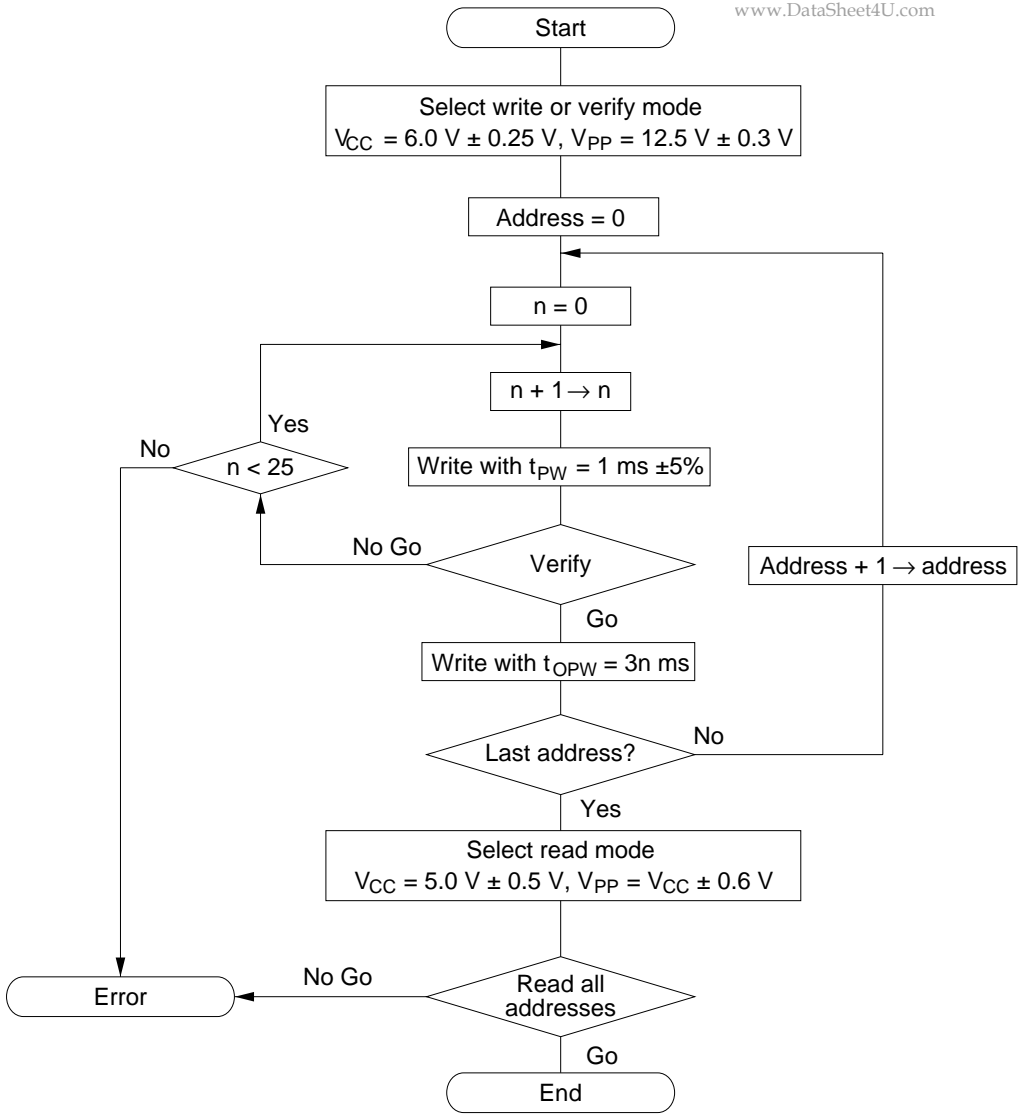 www.DataSheet4U.com
Start
Select write or verify mode
VCC = 6.0 V ± 0.25 V, VPP = 12.5 V ± 0.3 V
Address = 0
n = 0
n + 1 → n
Yes
No
n < 25
Write with tPW = 1 ms ±5%
No Go
Verify
Address + 1 → address
Go
Write with tOPW = 3n ms
Last address?
No
Yes
Select read mode
VCC = 5.0 V ± 0.5 V, VPP = VCC ± 0.6 V
No Go
Error
Read all
addresses
Go
End